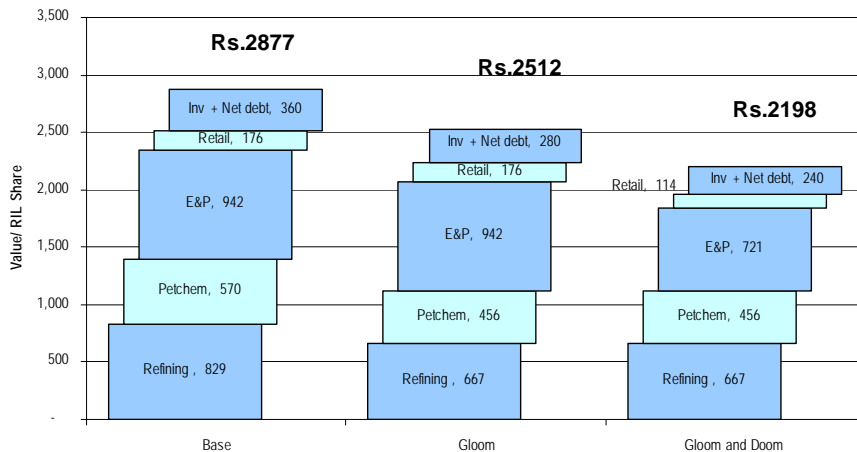 3,500
3,000
2,500
2,000
1,500
1,000
500
-
Value/ RIL Share
Rs.2877
Inv + Net debt, 360
Retail, 176
E&P, 942
Petchem, 570
Refining , 829
Base
Rs.2512
Inv + Net debt, 280
Retail, 176
E&P, 942
Petchem, 456
Refining , 667
Gloom
Rs.2198
Inv + Net debt, 240
Retail, 114
E&P, 721
Petchem, 456
Refining , 667
Gloom and Doom